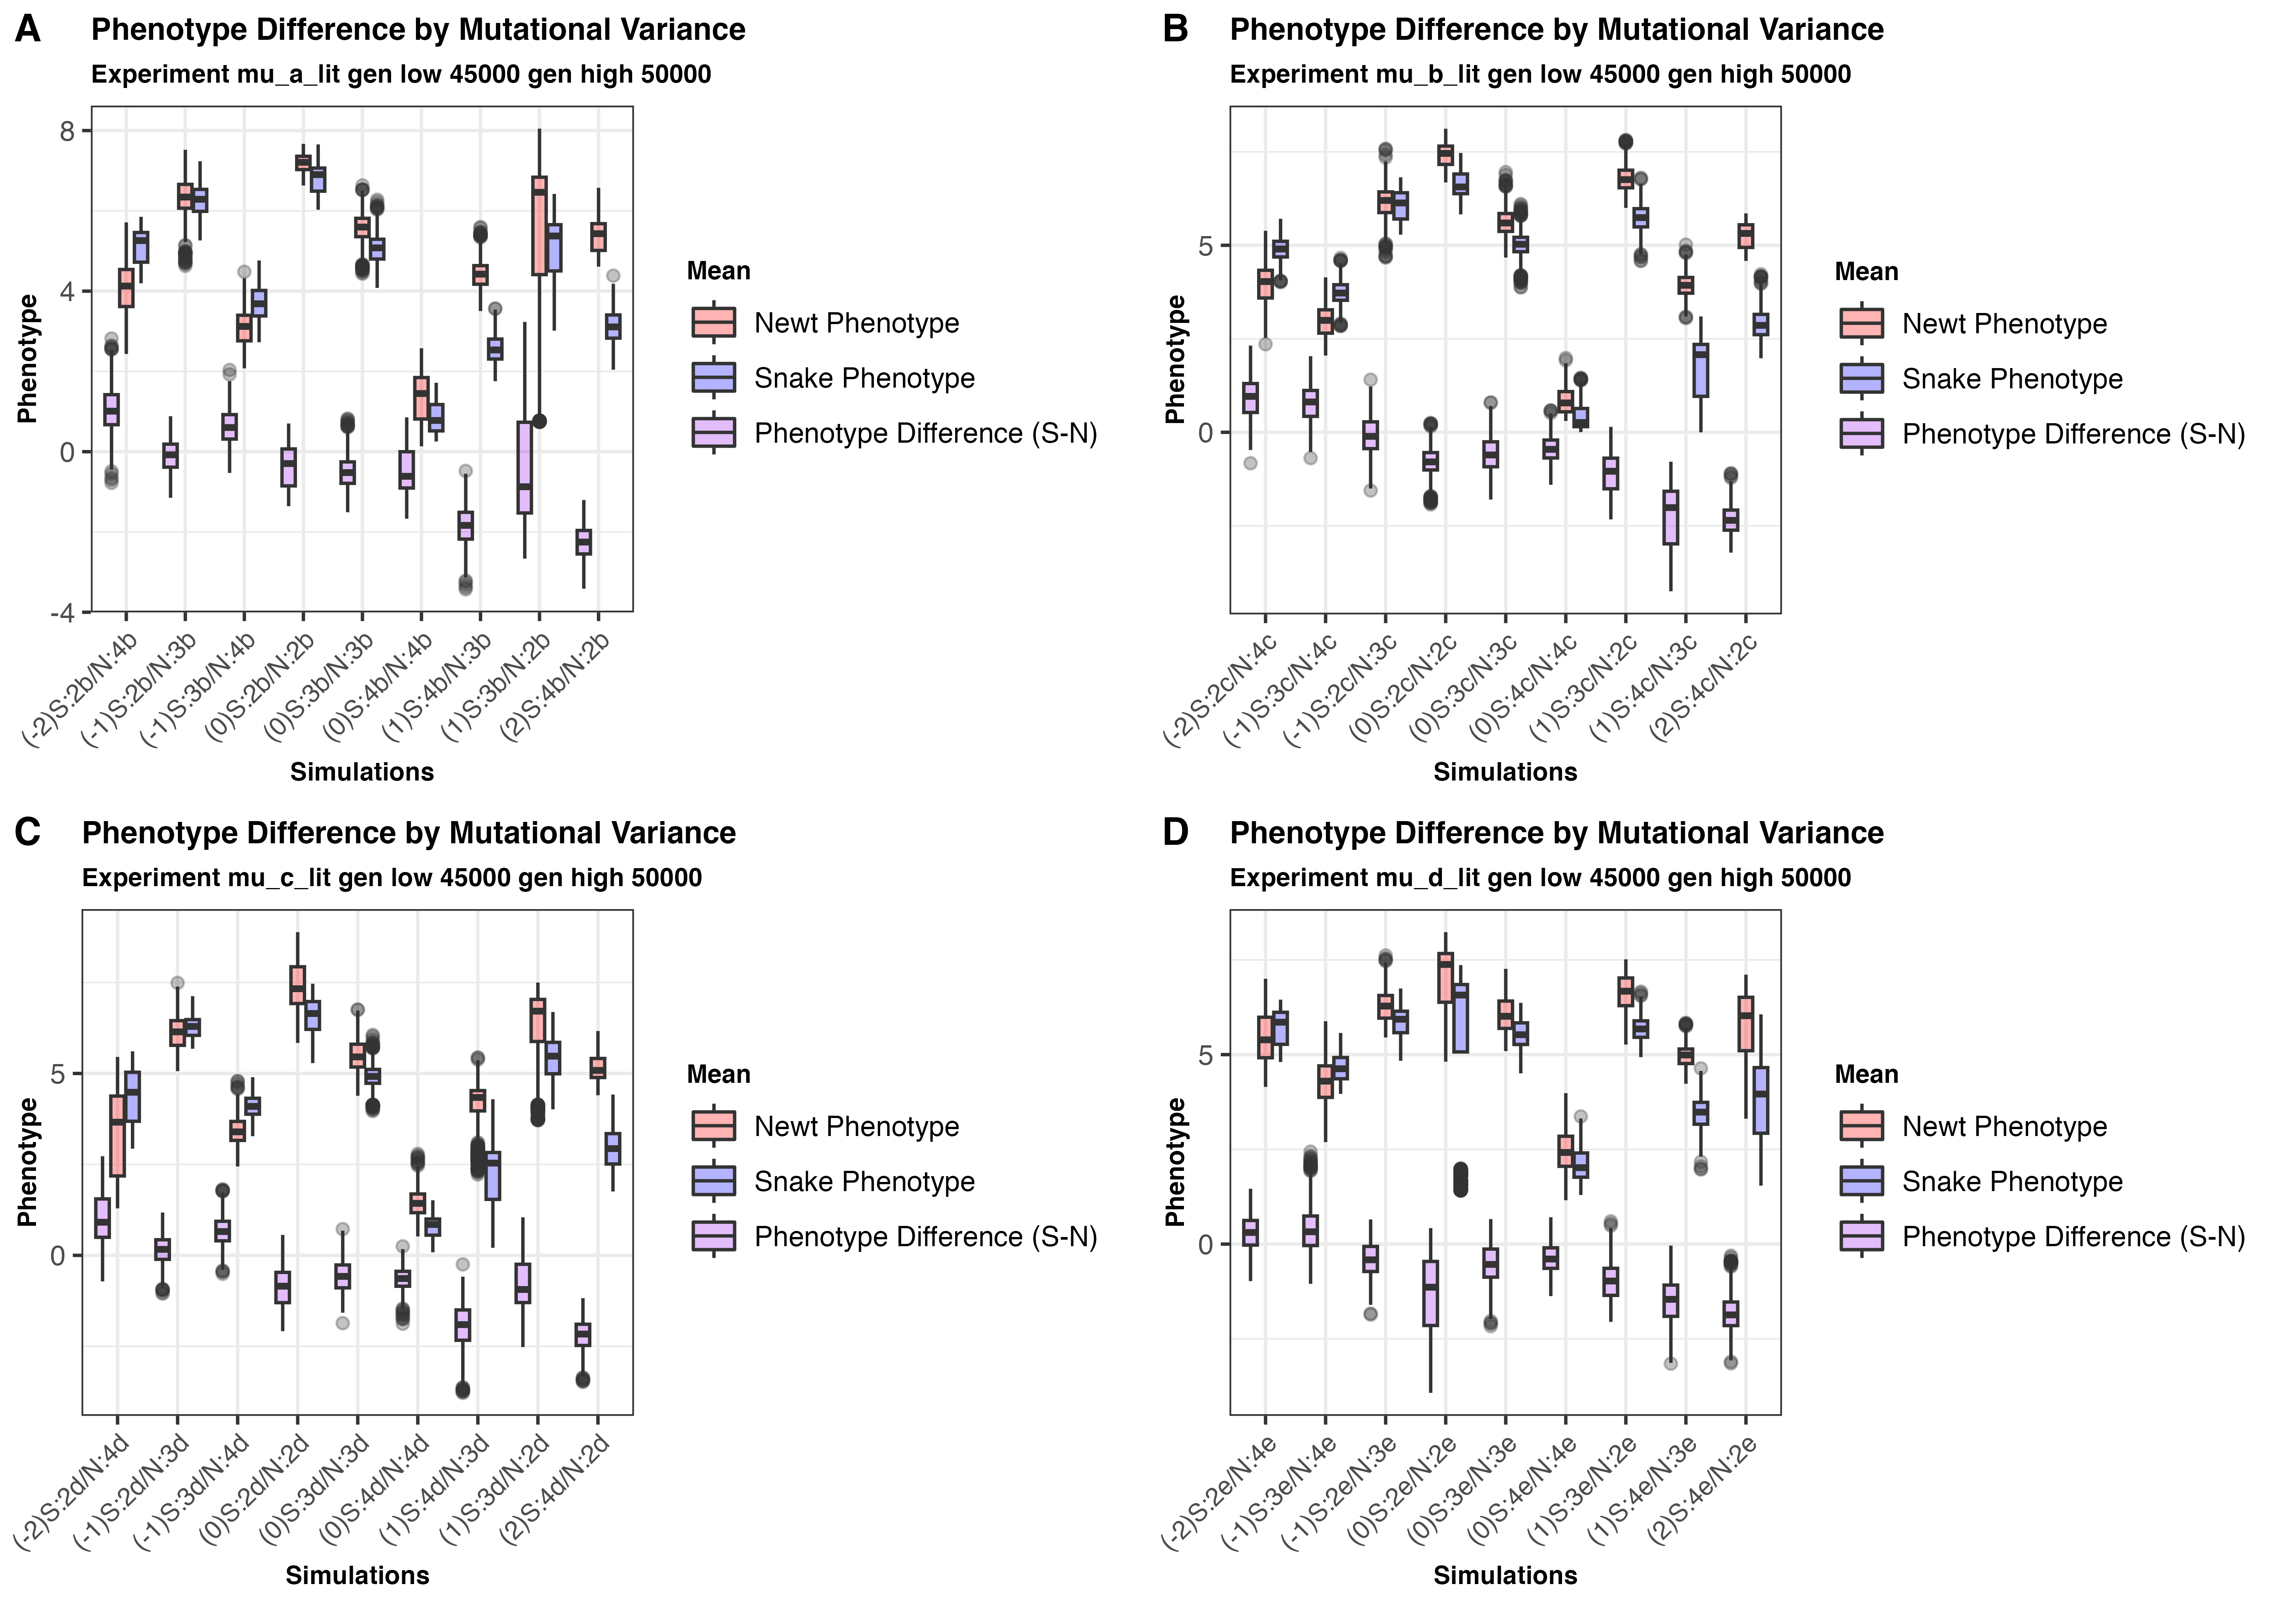 A
Phenotype Difference by Mutational Variance
Experiment mu_a_lit gen low 45000 gen high 50000
8
4
0
-4
Phenotype
(-2)S:2b/N:4b
(-1)S:2b/N:3b
(-1)S:3b/N:4b
(0)S:2b/N:2b
(0)S:3b/N:3b
(0)S:4b/N:4b
(1)S:4b/N:3b
(1)S:3b/N:2b
(2)S:4b/N:2b
Simulations
Mean
Newt Phenotype
Snake Phenotype
Phenotype Difference (S-N)
B
Phenotype Difference by Mutational Variance
Experiment mu_b_lit gen low 45000 gen high 50000
5
0
Phenotype
(-2)S:2c/N:4c
(-1)S:3c/N:4c
(-1)S:2c/N:3c
(0)S:2c/N:2c
(0)S:3c/N:3c
(0)S:4c/N:4c
(1)S:3c/N:2c
(1)S:4c/N:3c
(2)S:4c/N:2c
Simulations
Mean
Newt Phenotype
Snake Phenotype
Phenotype Difference (S-N)
C
Phenotype Difference by Mutational Variance
Experiment mu_c_lit gen low 45000 gen high 50000
5
0
Phenotype
(-2)S:2d/N:4d
(-1)S:2d/N:3d
(-1)S:3d/N:4d
(0)S:2d/N:2d
(0)S:3d/N:3d
(0)S:4d/N:4d
(1)S:4d/N:3d
(1)S:3d/N:2d
(2)S:4d/N:2d
Simulations
Mean
Newt Phenotype
Snake Phenotype
Phenotype Difference (S-N)
D
Phenotype Difference by Mutational Variance
Experiment mu_d_lit gen low 45000 gen high 50000
5
0
Phenotype
(-2)S:2e/N:4e
(-1)S:3e/N:4e
(-1)S:2e/N:3e
(0)S:2e/N:2e
(0)S:3e/N:3e
(0)S:4e/N:4e
(1)S:3e/N:2e
(1)S:4e/N:3e
(2)S:4e/N:2e
Simulations
Mean
Newt Phenotype
Snake Phenotype
Phenotype Difference (S-N)